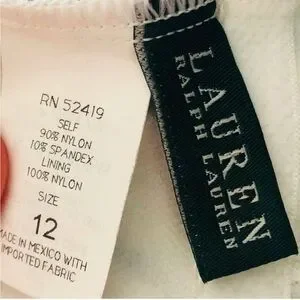 RN 52419
SELF
90% NYLON
10% SPANDEX
LINING
100% NYLON
SIZE
12
MADE IN MEXICO WITH
IMPORTED FABRIC
LAUREN
RALPH LAUREN